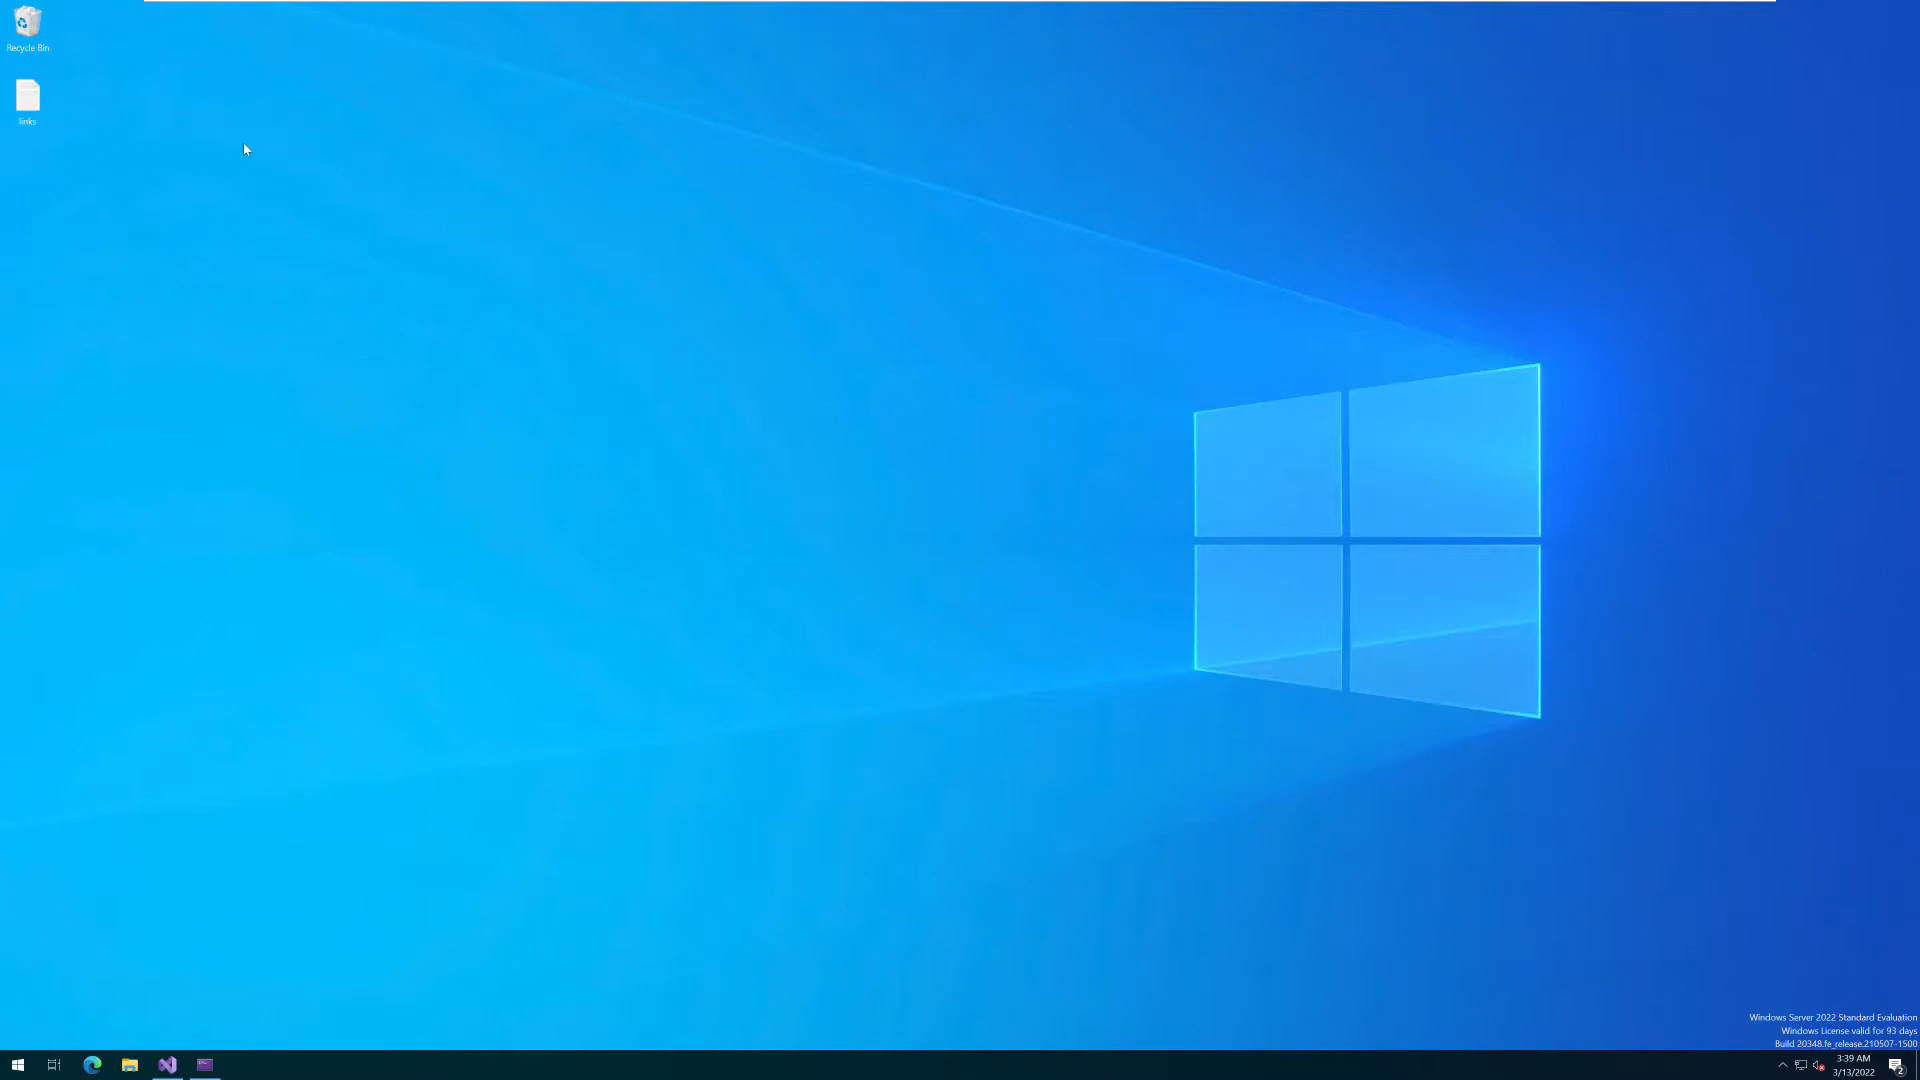 Recycle Bin
links
Windows Server 2022 Standard Evaluation
Windows License valid for 93 days
Build 20348.fe_release.210507-1500
3:39 AM
3/13/2022
2